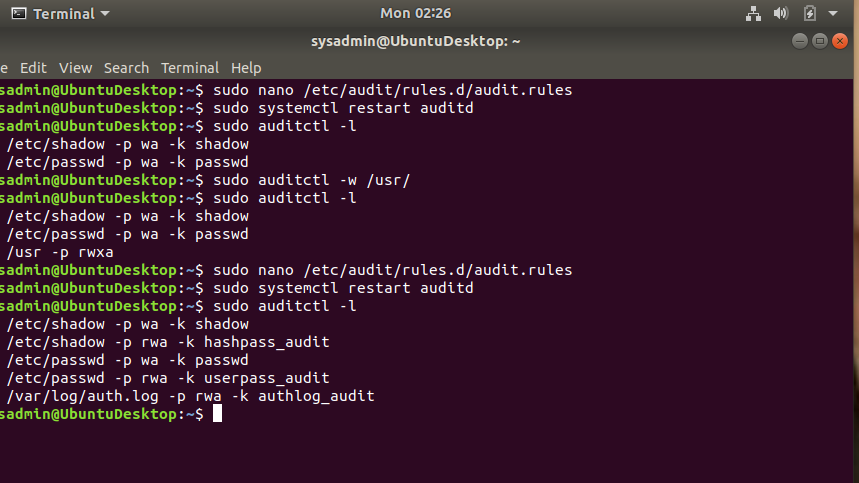 Terminal
Mon 02:26
sysadmin@UbuntuDesktop: ~
e Edit View Search Terminal Help
sadmin@UbuntuDesktop:~$ sudo nano /etc/audit/rules.d/audit.rules
sadmin@UbuntuDesktop:~$ sudo systemctl restart auditd
sadmin@UbuntuDesktop:~$ sudo auditctl -l
/etc/shadow -p wa -k shadow
/etc/passwd -p wa -k passwd
sadmin@UbuntuDesktop:~$ sudo auditctl -w /usr/
sadmin@UbuntuDesktop:~$ sudo auditctl -l
/etc/shadow -p wa -k shadow
/etc/passwd -p wa -k passwd
/usr -p rwxa
sadmin@UbuntuDesktop:~$ sudo nano /etc/audit/rules.d/audit.rules
sadmin@UbuntuDesktop:~$ sudo systemctl restart auditd
sadmin@UbuntuDesktop:~$ sudo auditctl -l
/etc/shadow -p wa -k shadow
/etc/shadow -p rwa -k hashpass_audit
/etc/passwd -p wa -k passwd
/etc/passwd -p rwa -k userpass_audit
/var/log/auth.log -p rwa -k authlog_audit
sadmin@UbuntuDesktop:~$